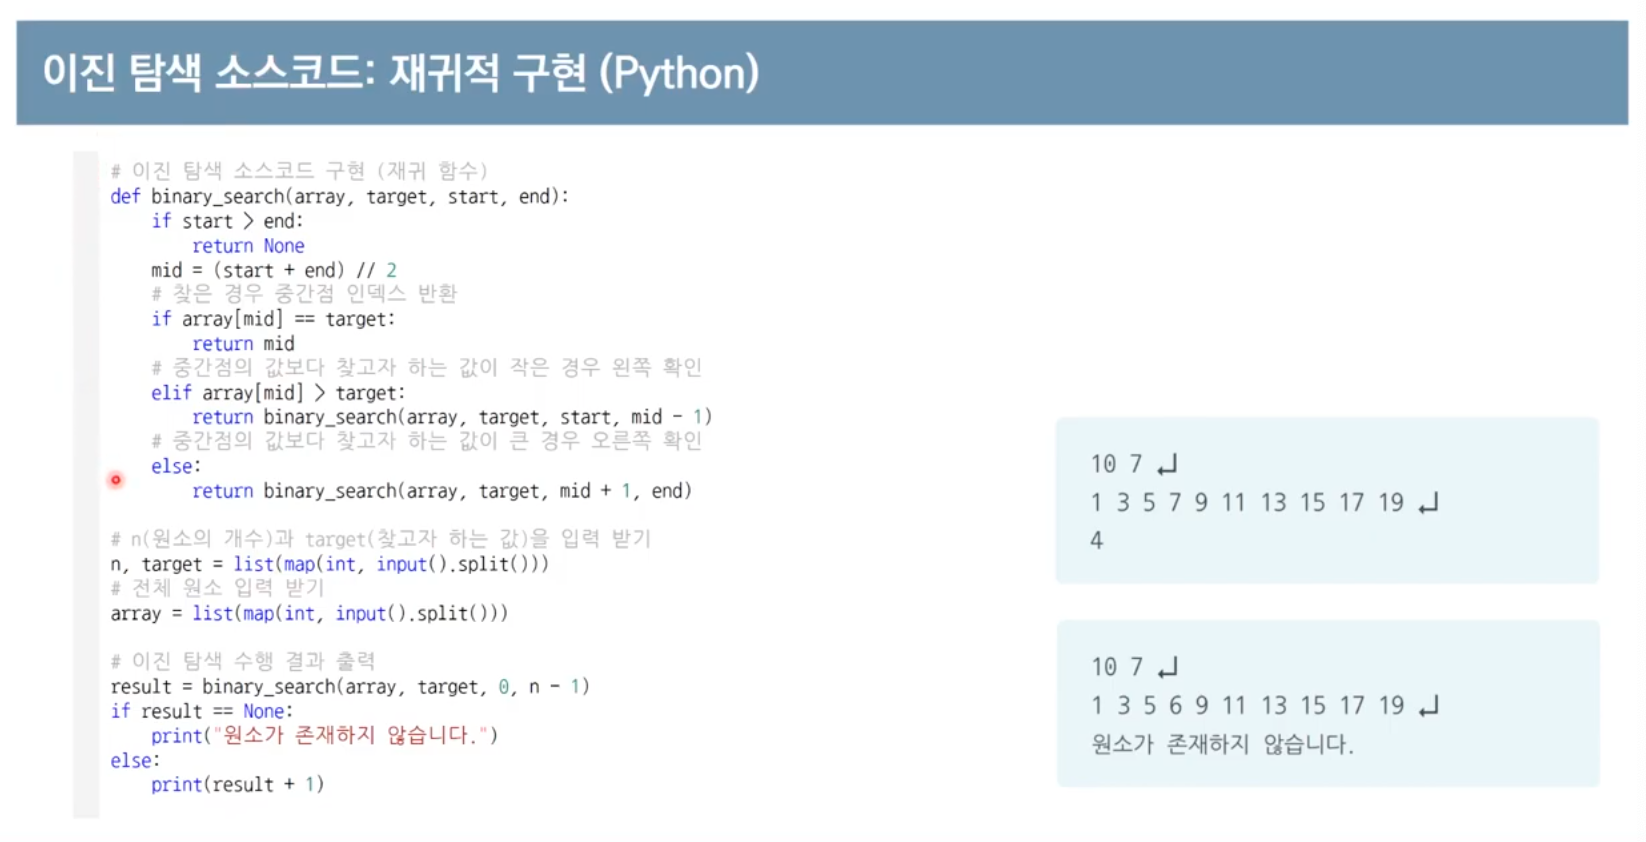 이진 탐색 소스코드: 재귀적 구현 (Python)
# 이진 탐색 소스코드 구현 (재귀 함수)
def binary_search(array, target, start, end):
    if start > end:
        return None
    mid = (start + end) // 2
    # 찾은 경우 중간점 인덱스 반환
    if array[mid] == target:
        return mid
    # 중간점의 값보다 찾고자 하는 값이 작은 경우 왼쪽 확인
    elif array[mid] > target:
        return binary_search(array, target, start, mid - 1)
    # 중간점의 값보다 찾고자 하는 값이 큰 경우 오른쪽 확인
    else:
        return binary_search(array, target, mid + 1, end)
# n(원소의 개수)과 target(찾고자 하는 값)을 입력 받기
n, target = list(map(int, input().split()))
# 전체 원소 입력 받기
array = list(map(int, input().split()))
# 이진 탐색 수행 결과 출력
result = binary_search(array, target, 0, n - 1)
if result == None:
    print("원소가 존재하지 않습니다.")
else:
    print(result + 1)
10 7 ↵
1 3 5 7 9 11 13 15 17 19 ↵
4
10 7 ↵
1 3 5 6 9 11 13 15 17 19 ↵
원소가 존재하지 않습니다.